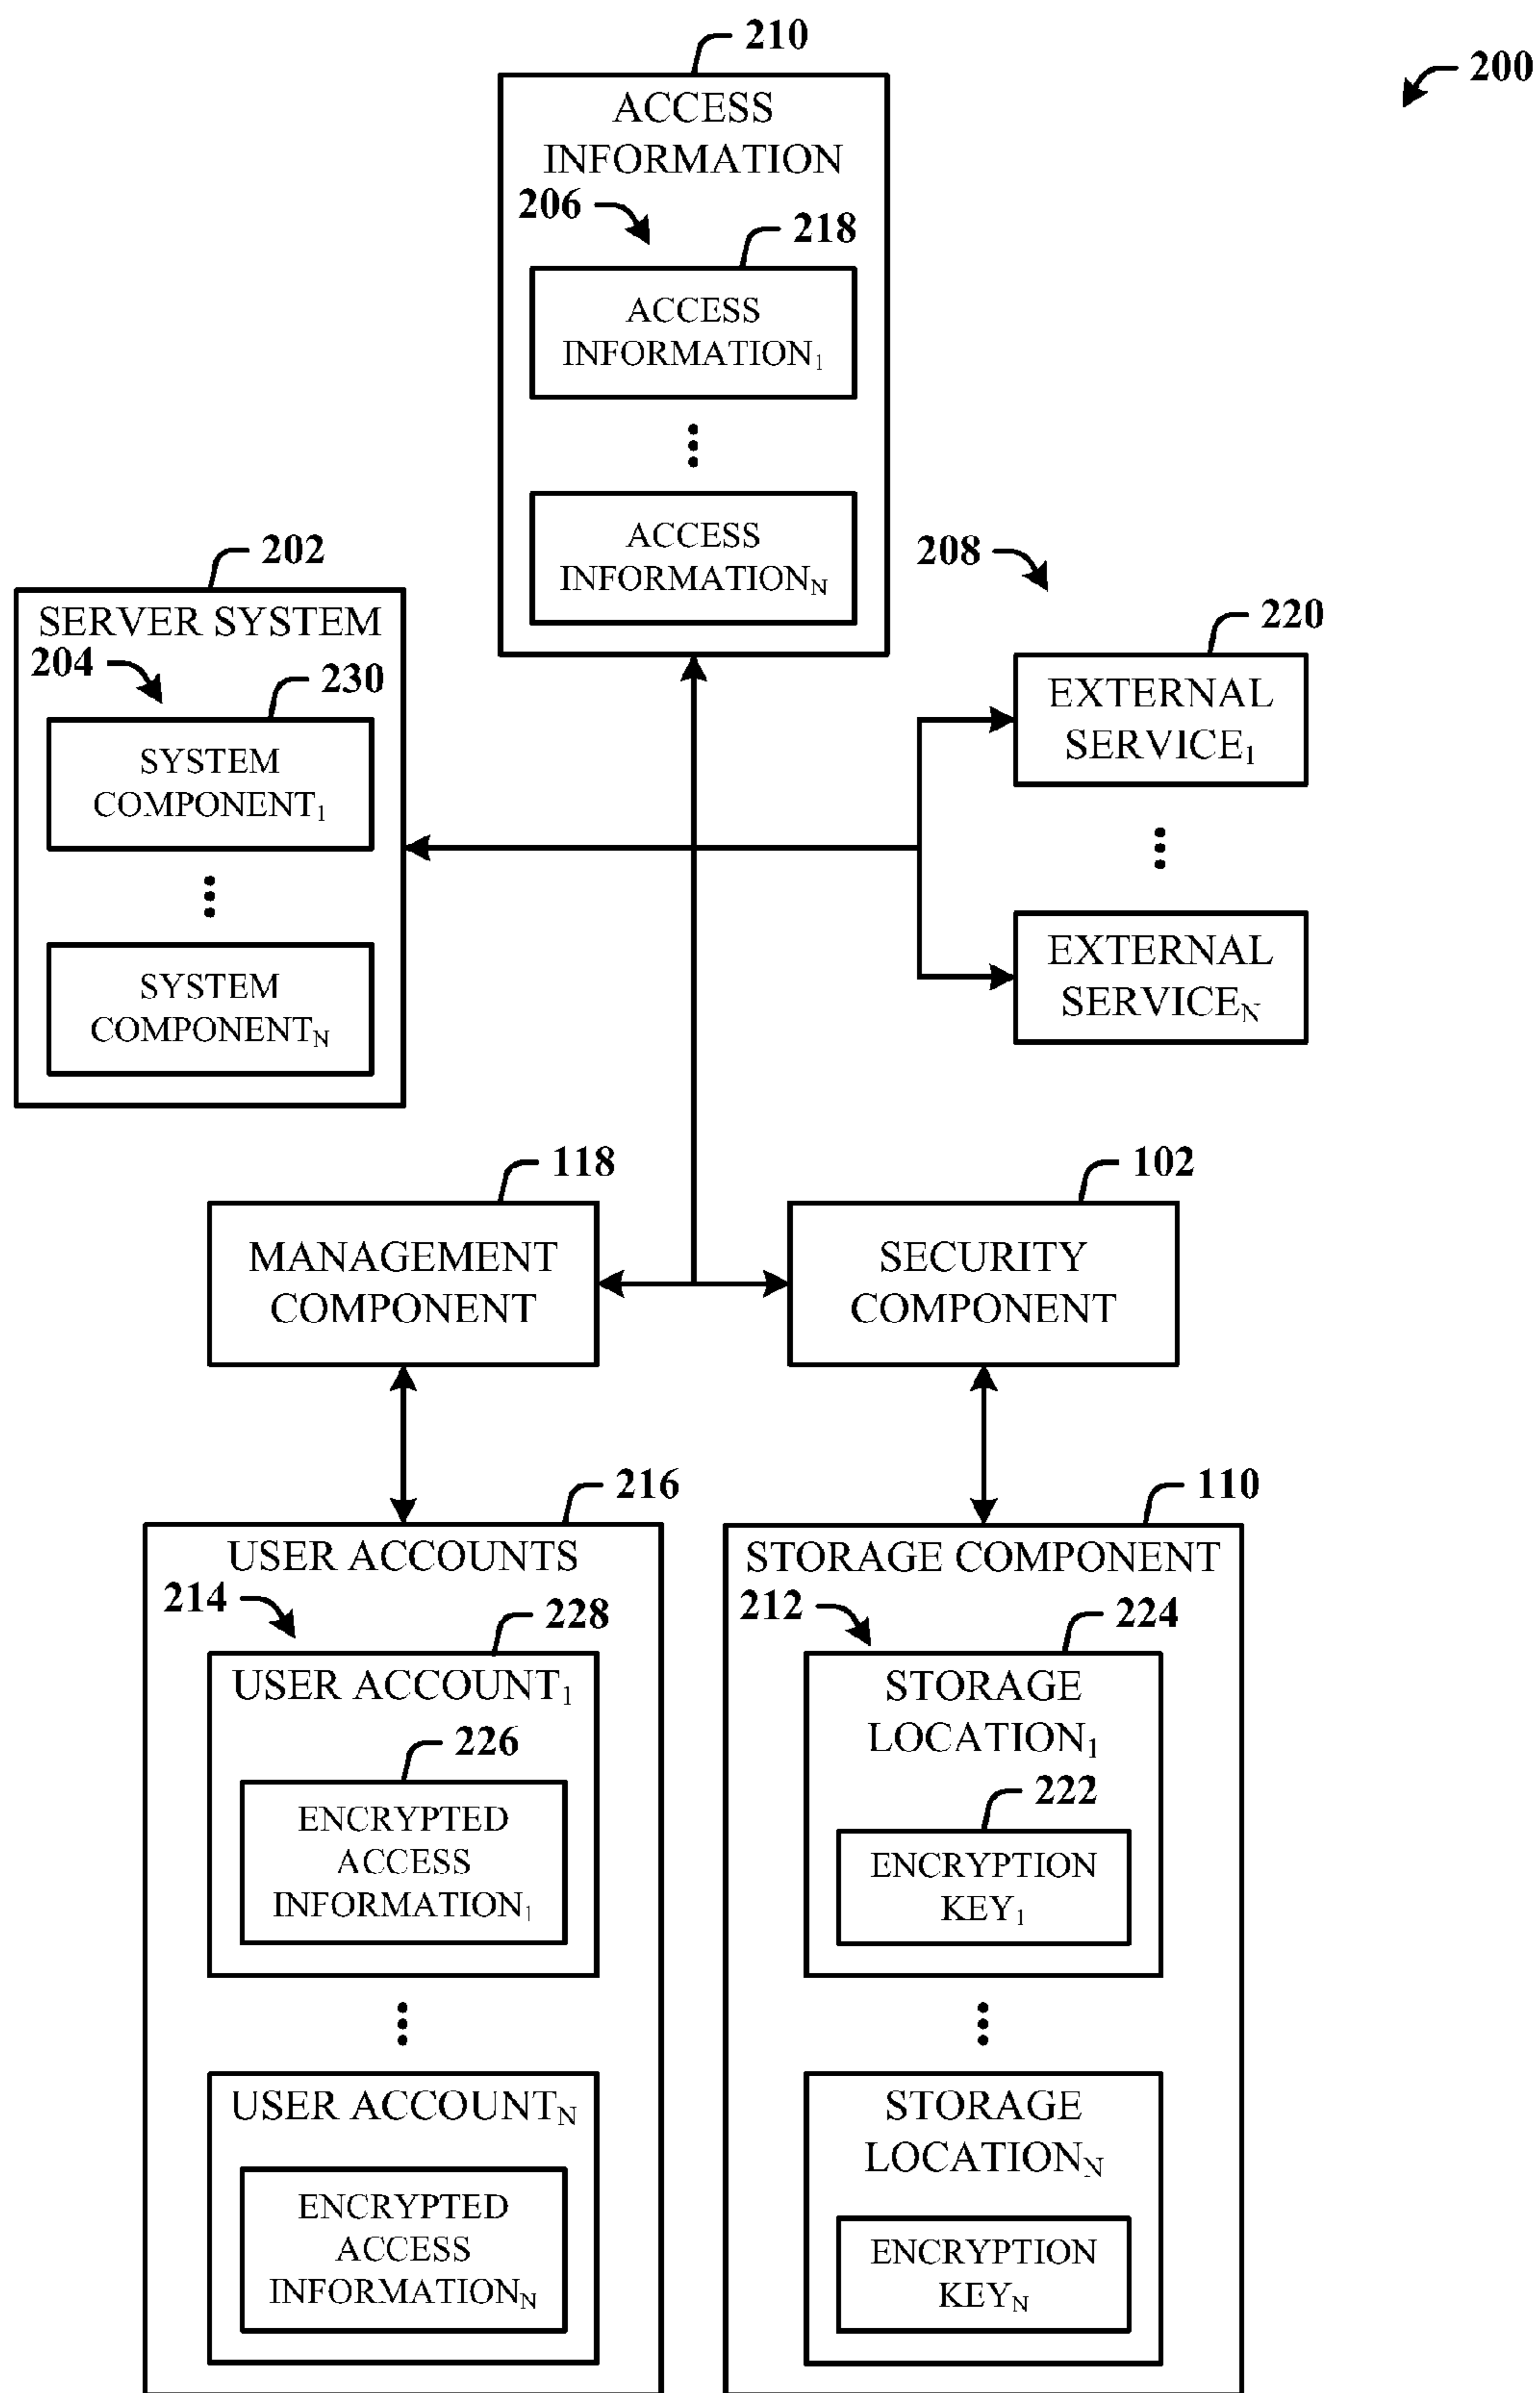 210
200
ACCESS
INFORMATION
206
218
ACCESS
INFORMATION₁
ACCESS
INFORMATIONN
202
SERVER SYSTEM
204
230
SYSTEM
COMPONENT₁
SYSTEM
COMPONENTN
208
220
EXTERNAL
SERVICE₁
EXTERNAL
SERVICEN
118
MANAGEMENT
COMPONENT
102
SECURITY
COMPONENT
216
USER ACCOUNTS
214
228
USER ACCOUNT₁
226
ENCRYPTED
ACCESS
INFORMATION₁
USER ACCOUNTN
ENCRYPTED
ACCESS
INFORMATIONN
110
STORAGE COMPONENT
212
224
STORAGE
LOCATION₁
222
ENCRYPTION
KEY₁
STORAGE
LOCATIONN
ENCRYPTION
KEYN